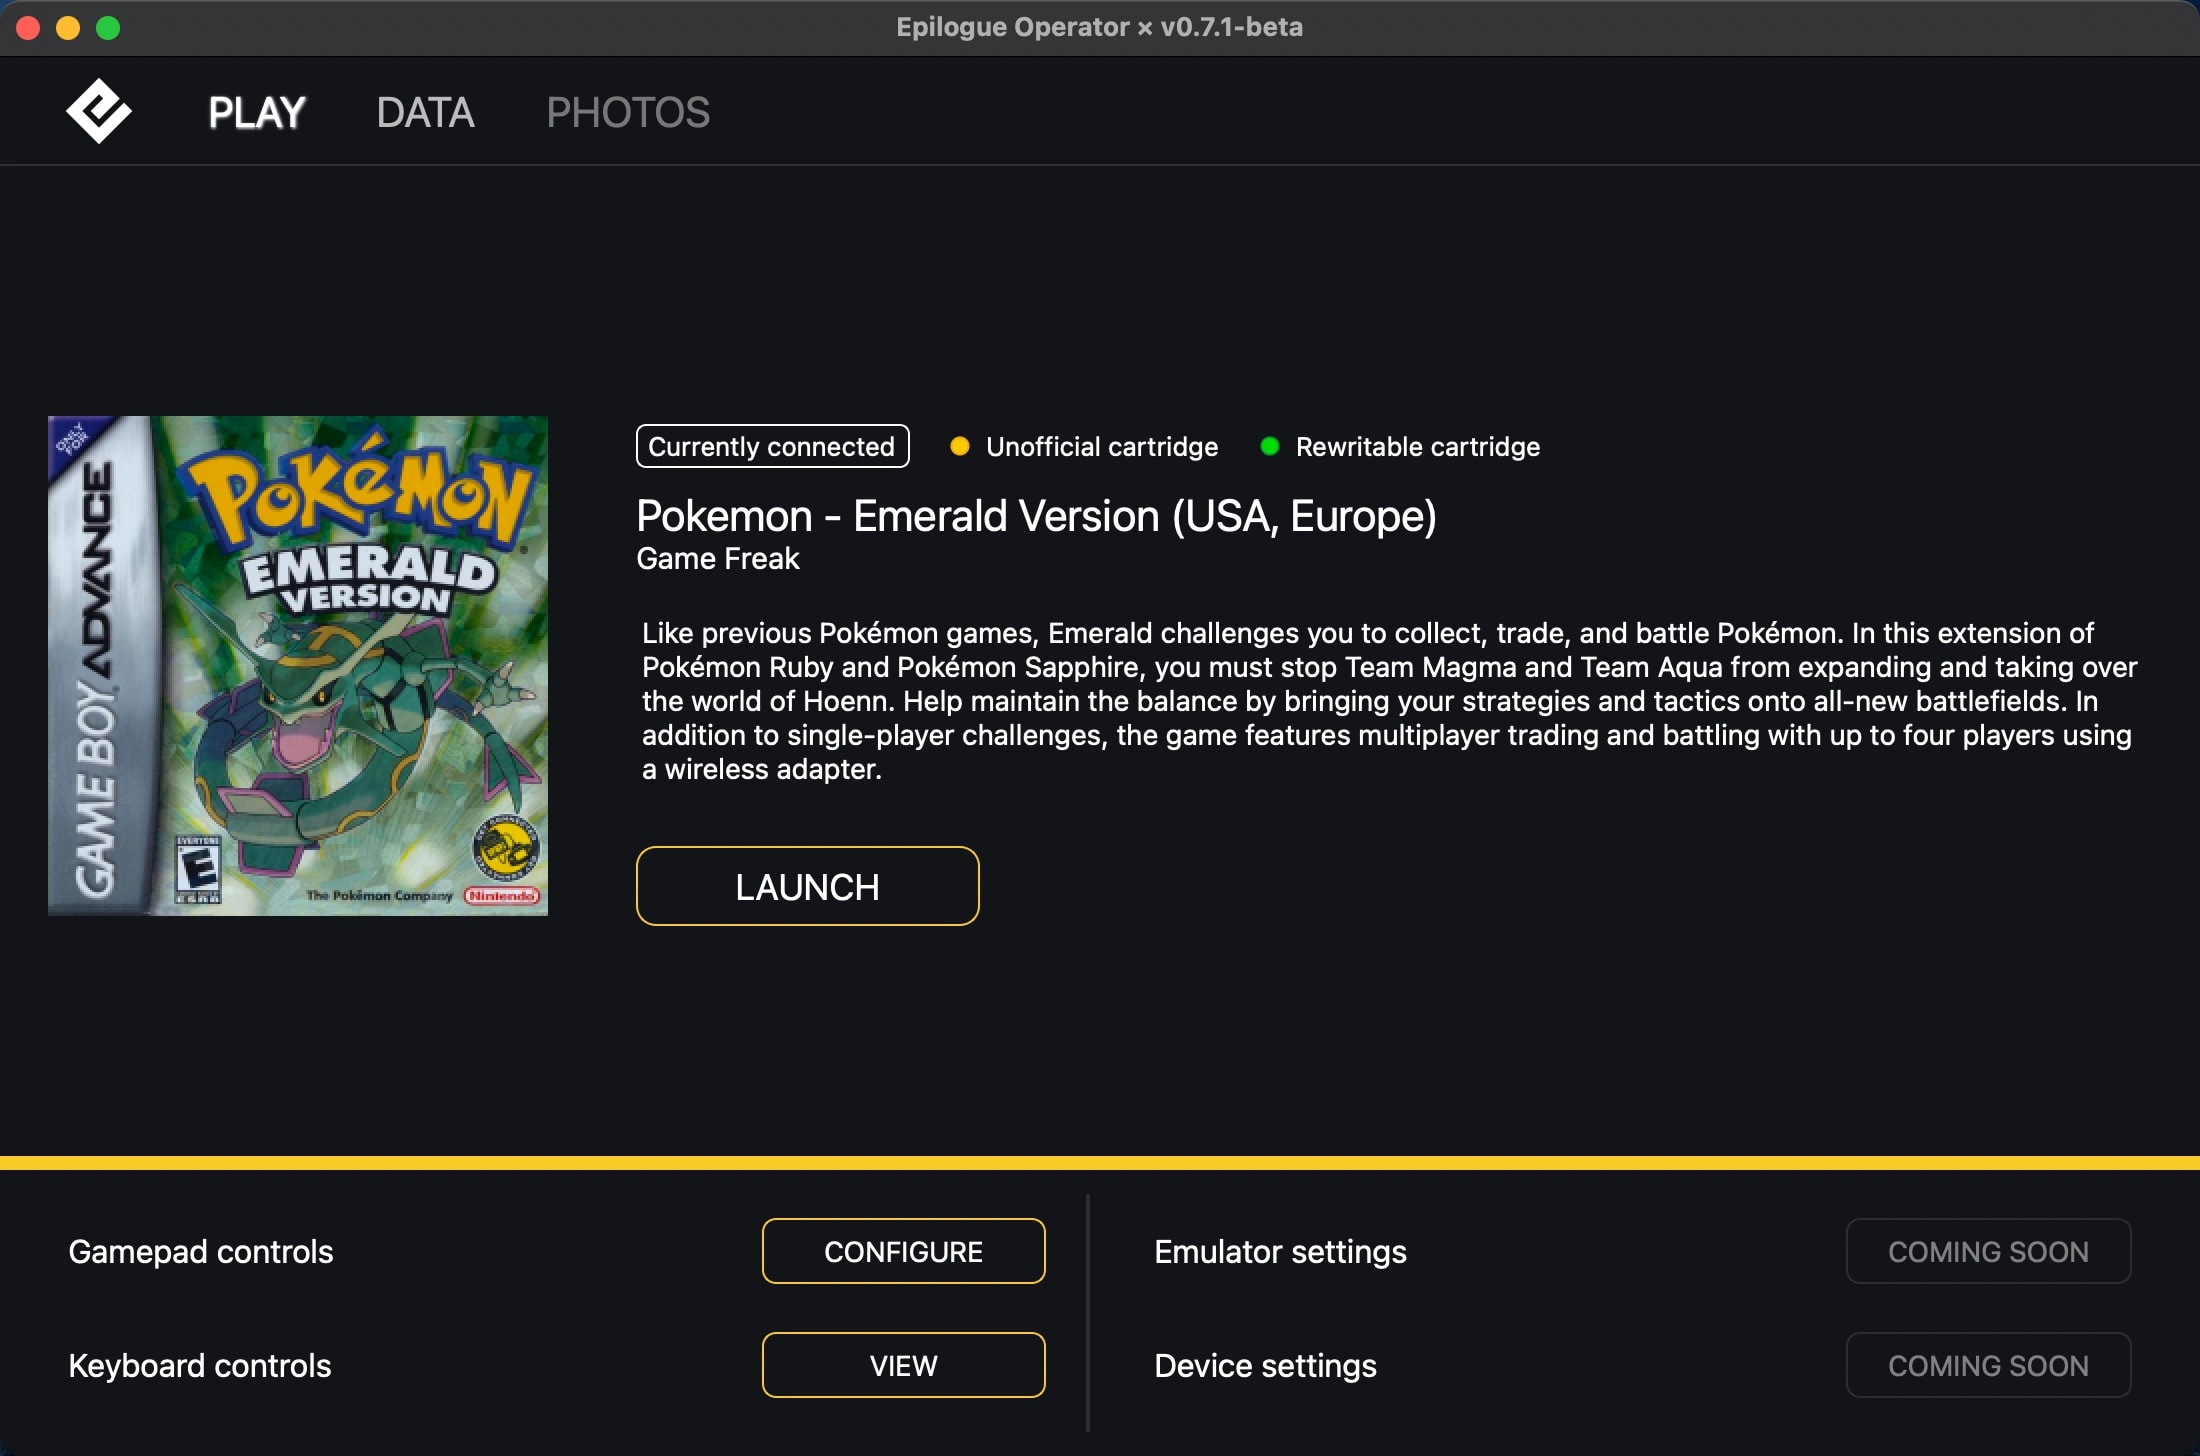 Epilogue Operator × v0.7.1-beta
PLAY
DATA
PHOTOS
ONLY FOR
GAME BOY ADVANCE
POKéMON
EMERALD
VERSION
EVERYONE
E
ESRB
The Pokémon Company
Nintendo
Currently connected
Unofficial cartridge
Rewritable cartridge
Pokemon - Emerald Version (USA, Europe)
Game Freak
Like previous Pokémon games, Emerald challenges you to collect, trade, and battle Pokémon. In this extension of
Pokémon Ruby and Pokémon Sapphire, you must stop Team Magma and Team Aqua from expanding and taking over
the world of Hoenn. Help maintain the balance by bringing your strategies and tactics onto all-new battlefields. In
addition to single-player challenges, the game features multiplayer trading and battling with up to four players using
a wireless adapter.
LAUNCH
Gamepad controls
CONFIGURE
Emulator settings
COMING SOON
Keyboard controls
VIEW
Device settings
COMING SOON